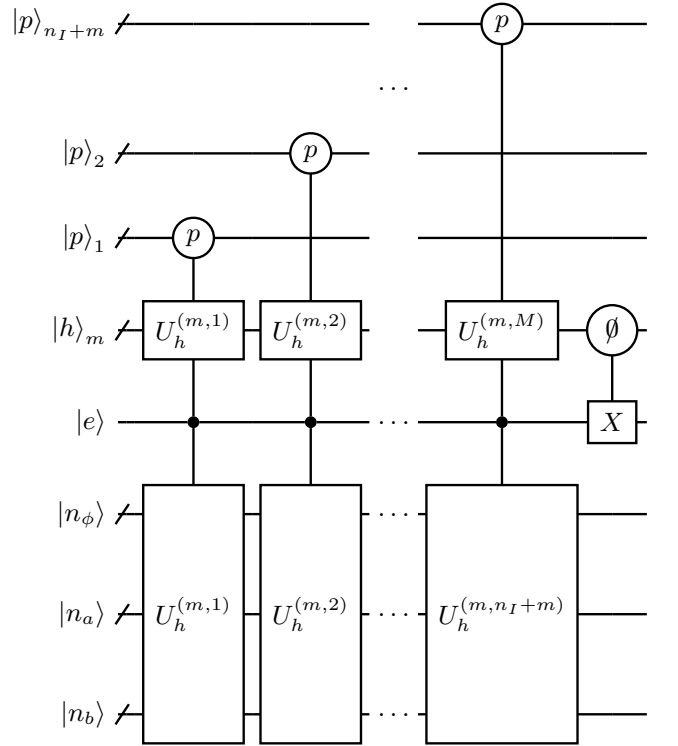 |p⟩_{n_I+m} p
· · ·
|p⟩_2 p
|p⟩_1 p
|h⟩_m U_h^{(m,1)} U_h^{(m,2)} U_h^{(m,M)} ∅
|e⟩ · · · X
|n_ϕ⟩ · · ·
|n_a⟩ U_h^{(m,1)} U_h^{(m,2)} · · · U_h^{(m,n_I+m)}
|n_b⟩ · · ·